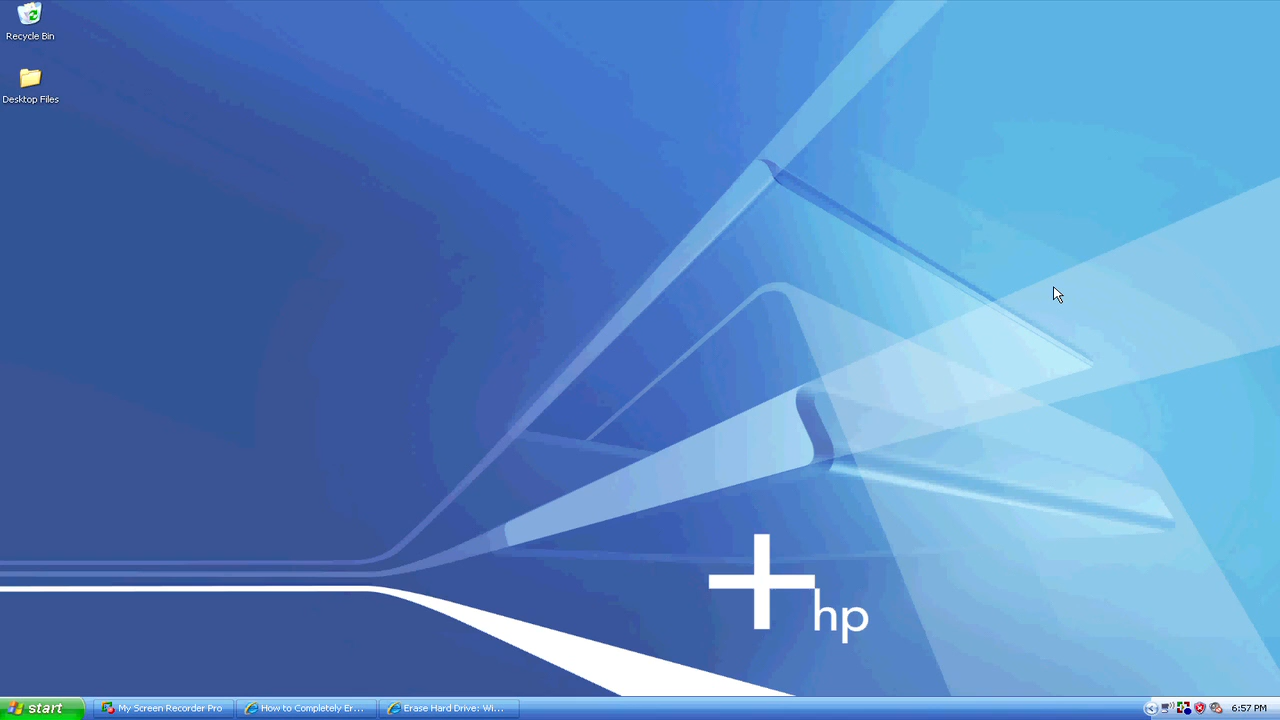 Recycle Bin
Desktop Files
hp
start
My Screen Recorder Pro
How to Completely Er...
Erase Hard Drive: Wi...
6:57 PM